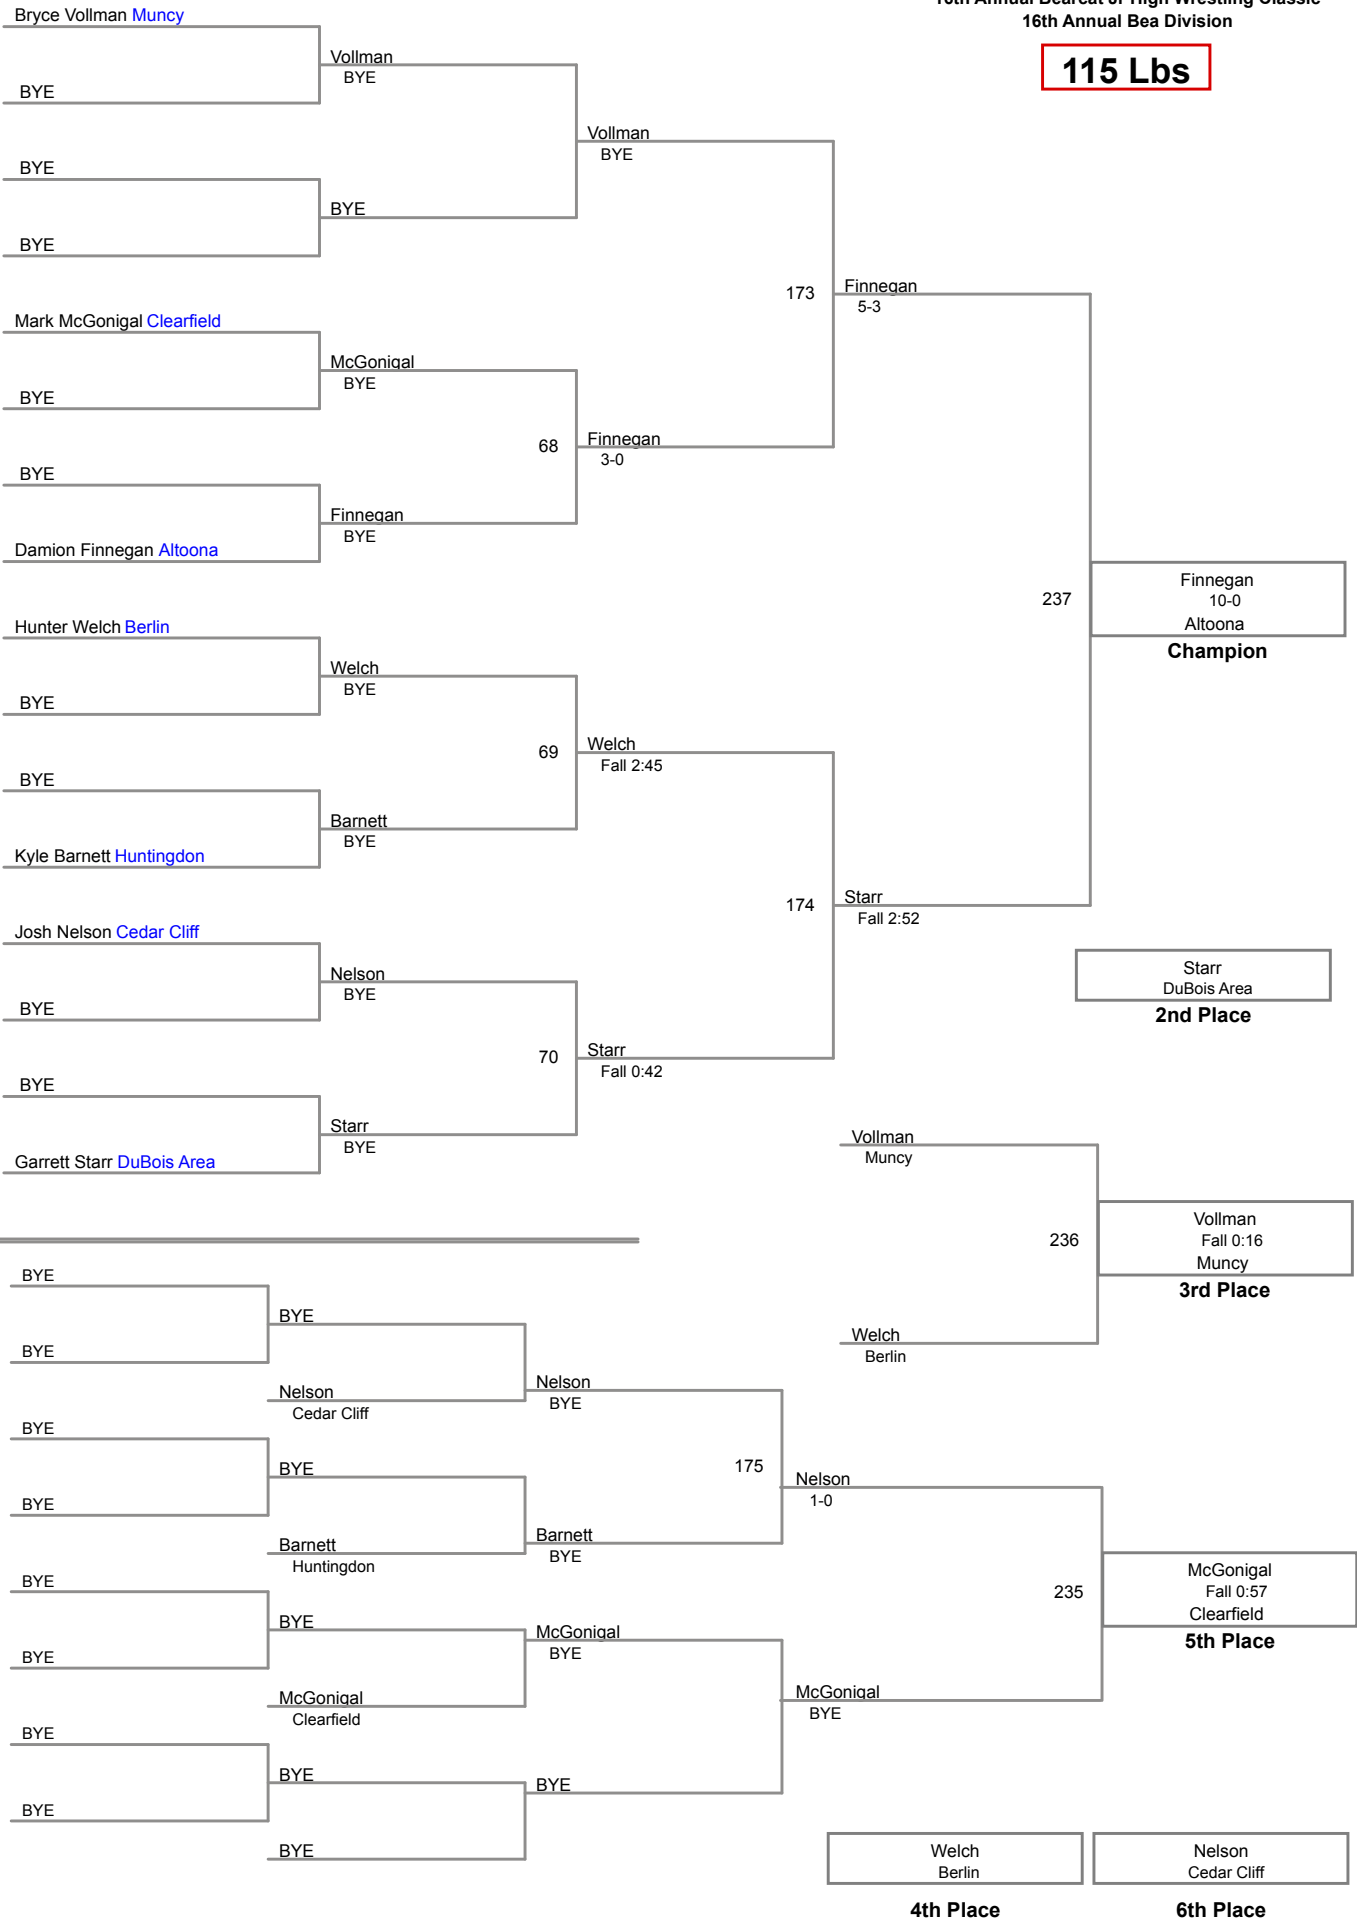 16th Annual Bearcat Jr High Wrestling Classic
16th Annual Bea Division
115 Lbs
Bryce Vollman Muncy
BYE
BYE
BYE
Mark McGonigal Clearfield
BYE
BYE
Damion Finnegan Altoona
Hunter Welch Berlin
BYE
BYE
Kyle Barnett Huntingdon
Josh Nelson Cedar Cliff
BYE
BYE
Garrett Starr DuBois Area
Vollman
BYE
BYE
McGonigal
BYE
Finnegan
BYE
Welch
BYE
Barnett
BYE
Nelson
BYE
Starr
BYE
Vollman
BYE
68
Finnegan
3-0
69
Welch
Fall 2:45
70
Starr
Fall 0:42
173
Finnegan
5-3
174
Starr
Fall 2:52
237
Finnegan
10-0
Altoona
Champion
Starr
DuBois Area
2nd Place
Vollman
Muncy
Welch
Berlin
236
Vollman
Fall 0:16
Muncy
3rd Place
BYE
BYE
BYE
BYE
BYE
BYE
BYE
BYE
BYE
Nelson
Cedar Cliff
BYE
Barnett
Huntingdon
BYE
McGonigal
Clearfield
BYE
BYE
Nelson
BYE
Barnett
BYE
McGonigal
BYE
BYE
175
Nelson
1-0
McGonigal
BYE
235
McGonigal
Fall 0:57
Clearfield
5th Place
Welch
Berlin
4th Place
Nelson
Cedar Cliff
6th Place